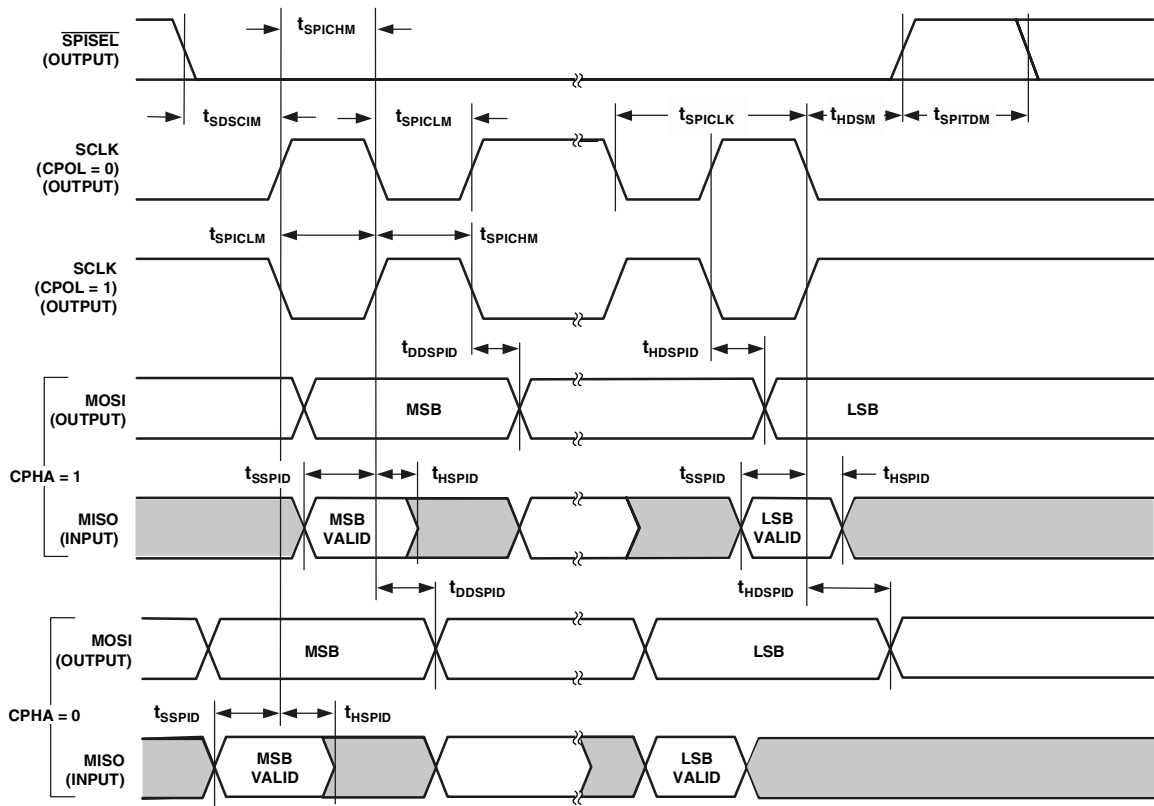 tSPICHM
SPISEL
(OUTPUT)
tSDSCIM
tSPICLM
tSPICLK
tHDSM
tSPITDM
SCLK
(CPOL = 0)
(OUTPUT)
tSPICLM
tSPICHM
SCLK
(CPOL = 1)
(OUTPUT)
tDDSPID
tHDSPID
MOSI
(OUTPUT)
MSB
LSB
CPHA = 1
tSSPID
tHSPID
tSSPID
tHSPID
MISO
(INPUT)
MSB
VALID
LSB
VALID
tDDSPID
tHDSPID
MOSI
(OUTPUT)
MSB
LSB
CPHA = 0
tSSPID
tHSPID
MISO
(INPUT)
MSB
VALID
LSB
VALID